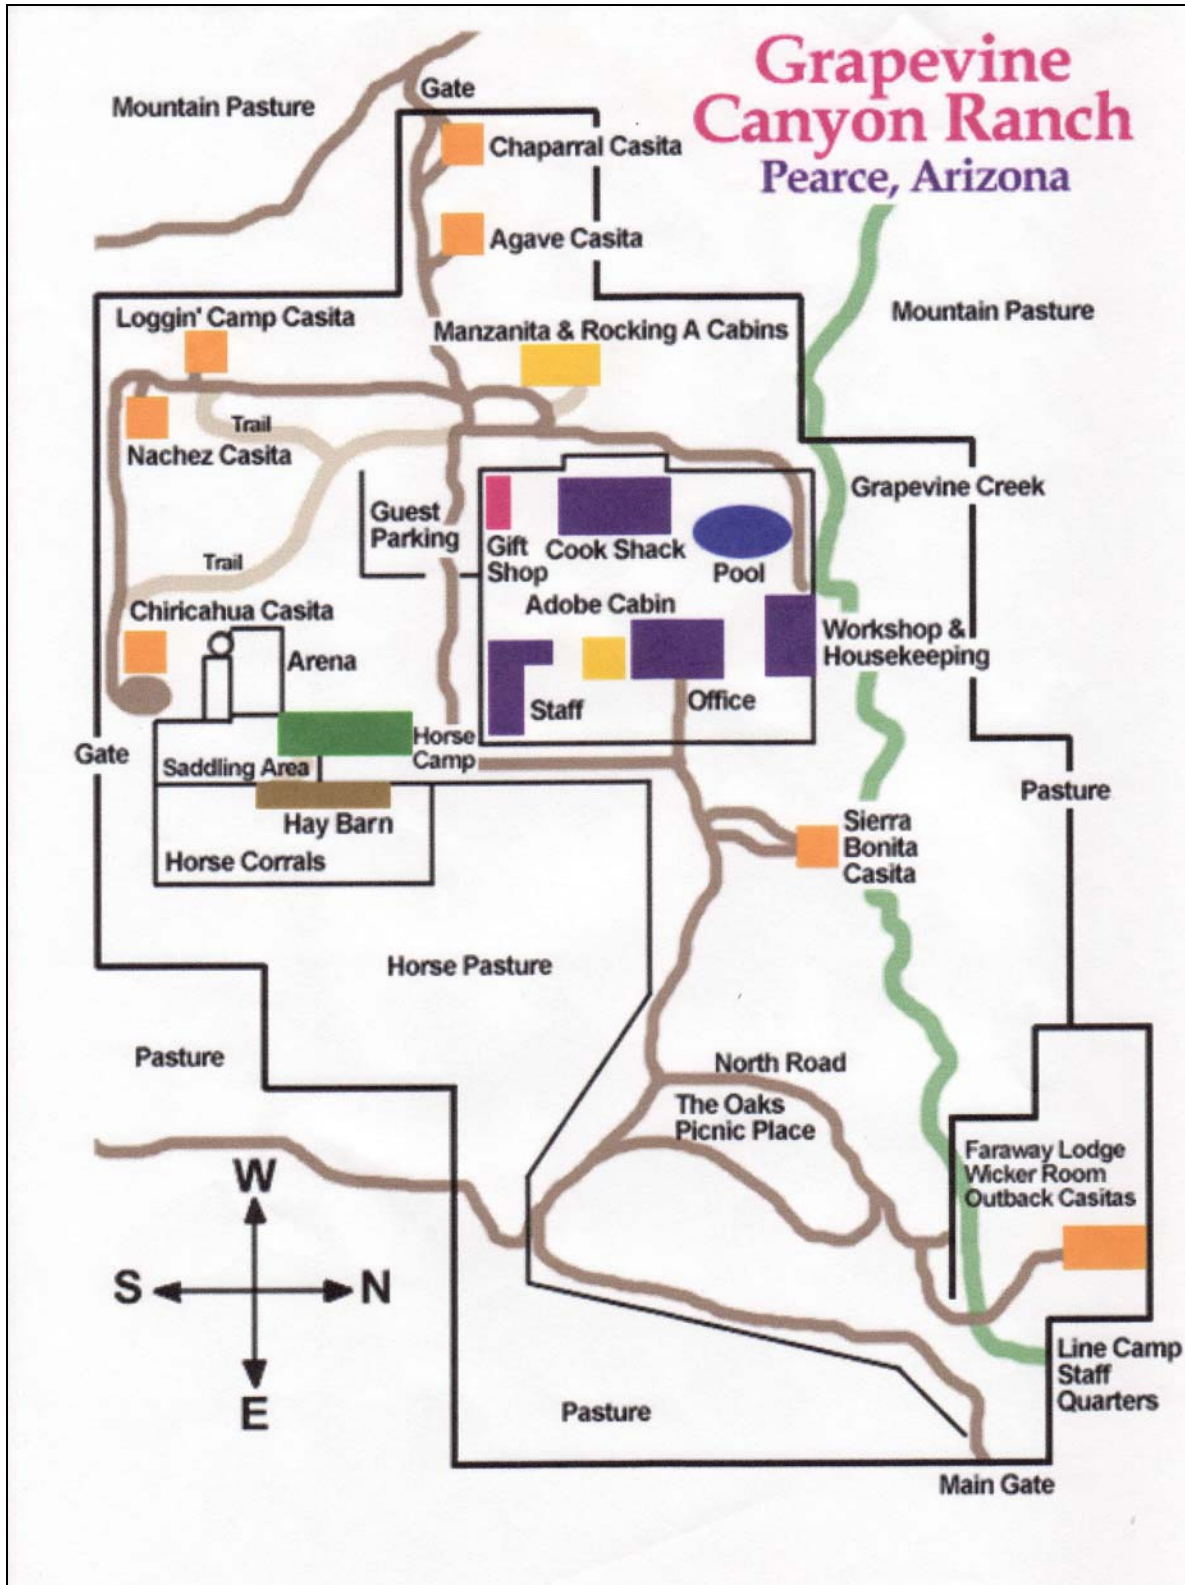 Grapevine
Canyon Ranch
Pearce, Arizona
Gate
Mountain Pasture
Chaparral Casita
Agave Casita
Mountain Pasture
Loggin' Camp Casita
Manzanita & Rocking A Cabins
Trail
Nachez Casita
Grapevine Creek
Guest
Parking
Gift
Shop
Cook Shack
Pool
Trail
Chiricahua Casita
Adobe Cabin
Arena
Workshop &
Housekeeping
Staff
Office
Gate
Horse
Camp
Saddling Area
Pasture
Hay Barn
Sierra
Bonita
Casita
Horse Corrals
Horse Pasture
Pasture
North Road
The Oaks
Picnic Place
Faraway Lodge
Wicker Room
Outback Casitas
W
S
N
E
Line Camp
Staff
Quarters
Pasture
Main Gate